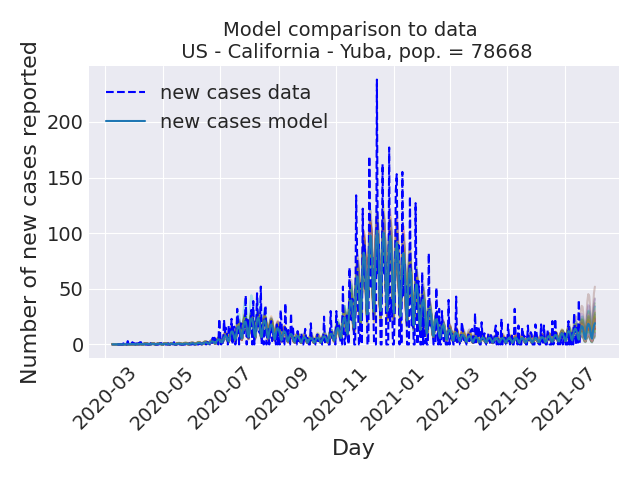 Model comparison to data
US - California - Yuba, pop. = 78668
Number of new cases reported
new cases data
new cases model
200
150
100
50
0
2020-03
2020-05
2020-07
2020-09
2020-11
2021-01
2021-03
2021-05
2021-07
Day